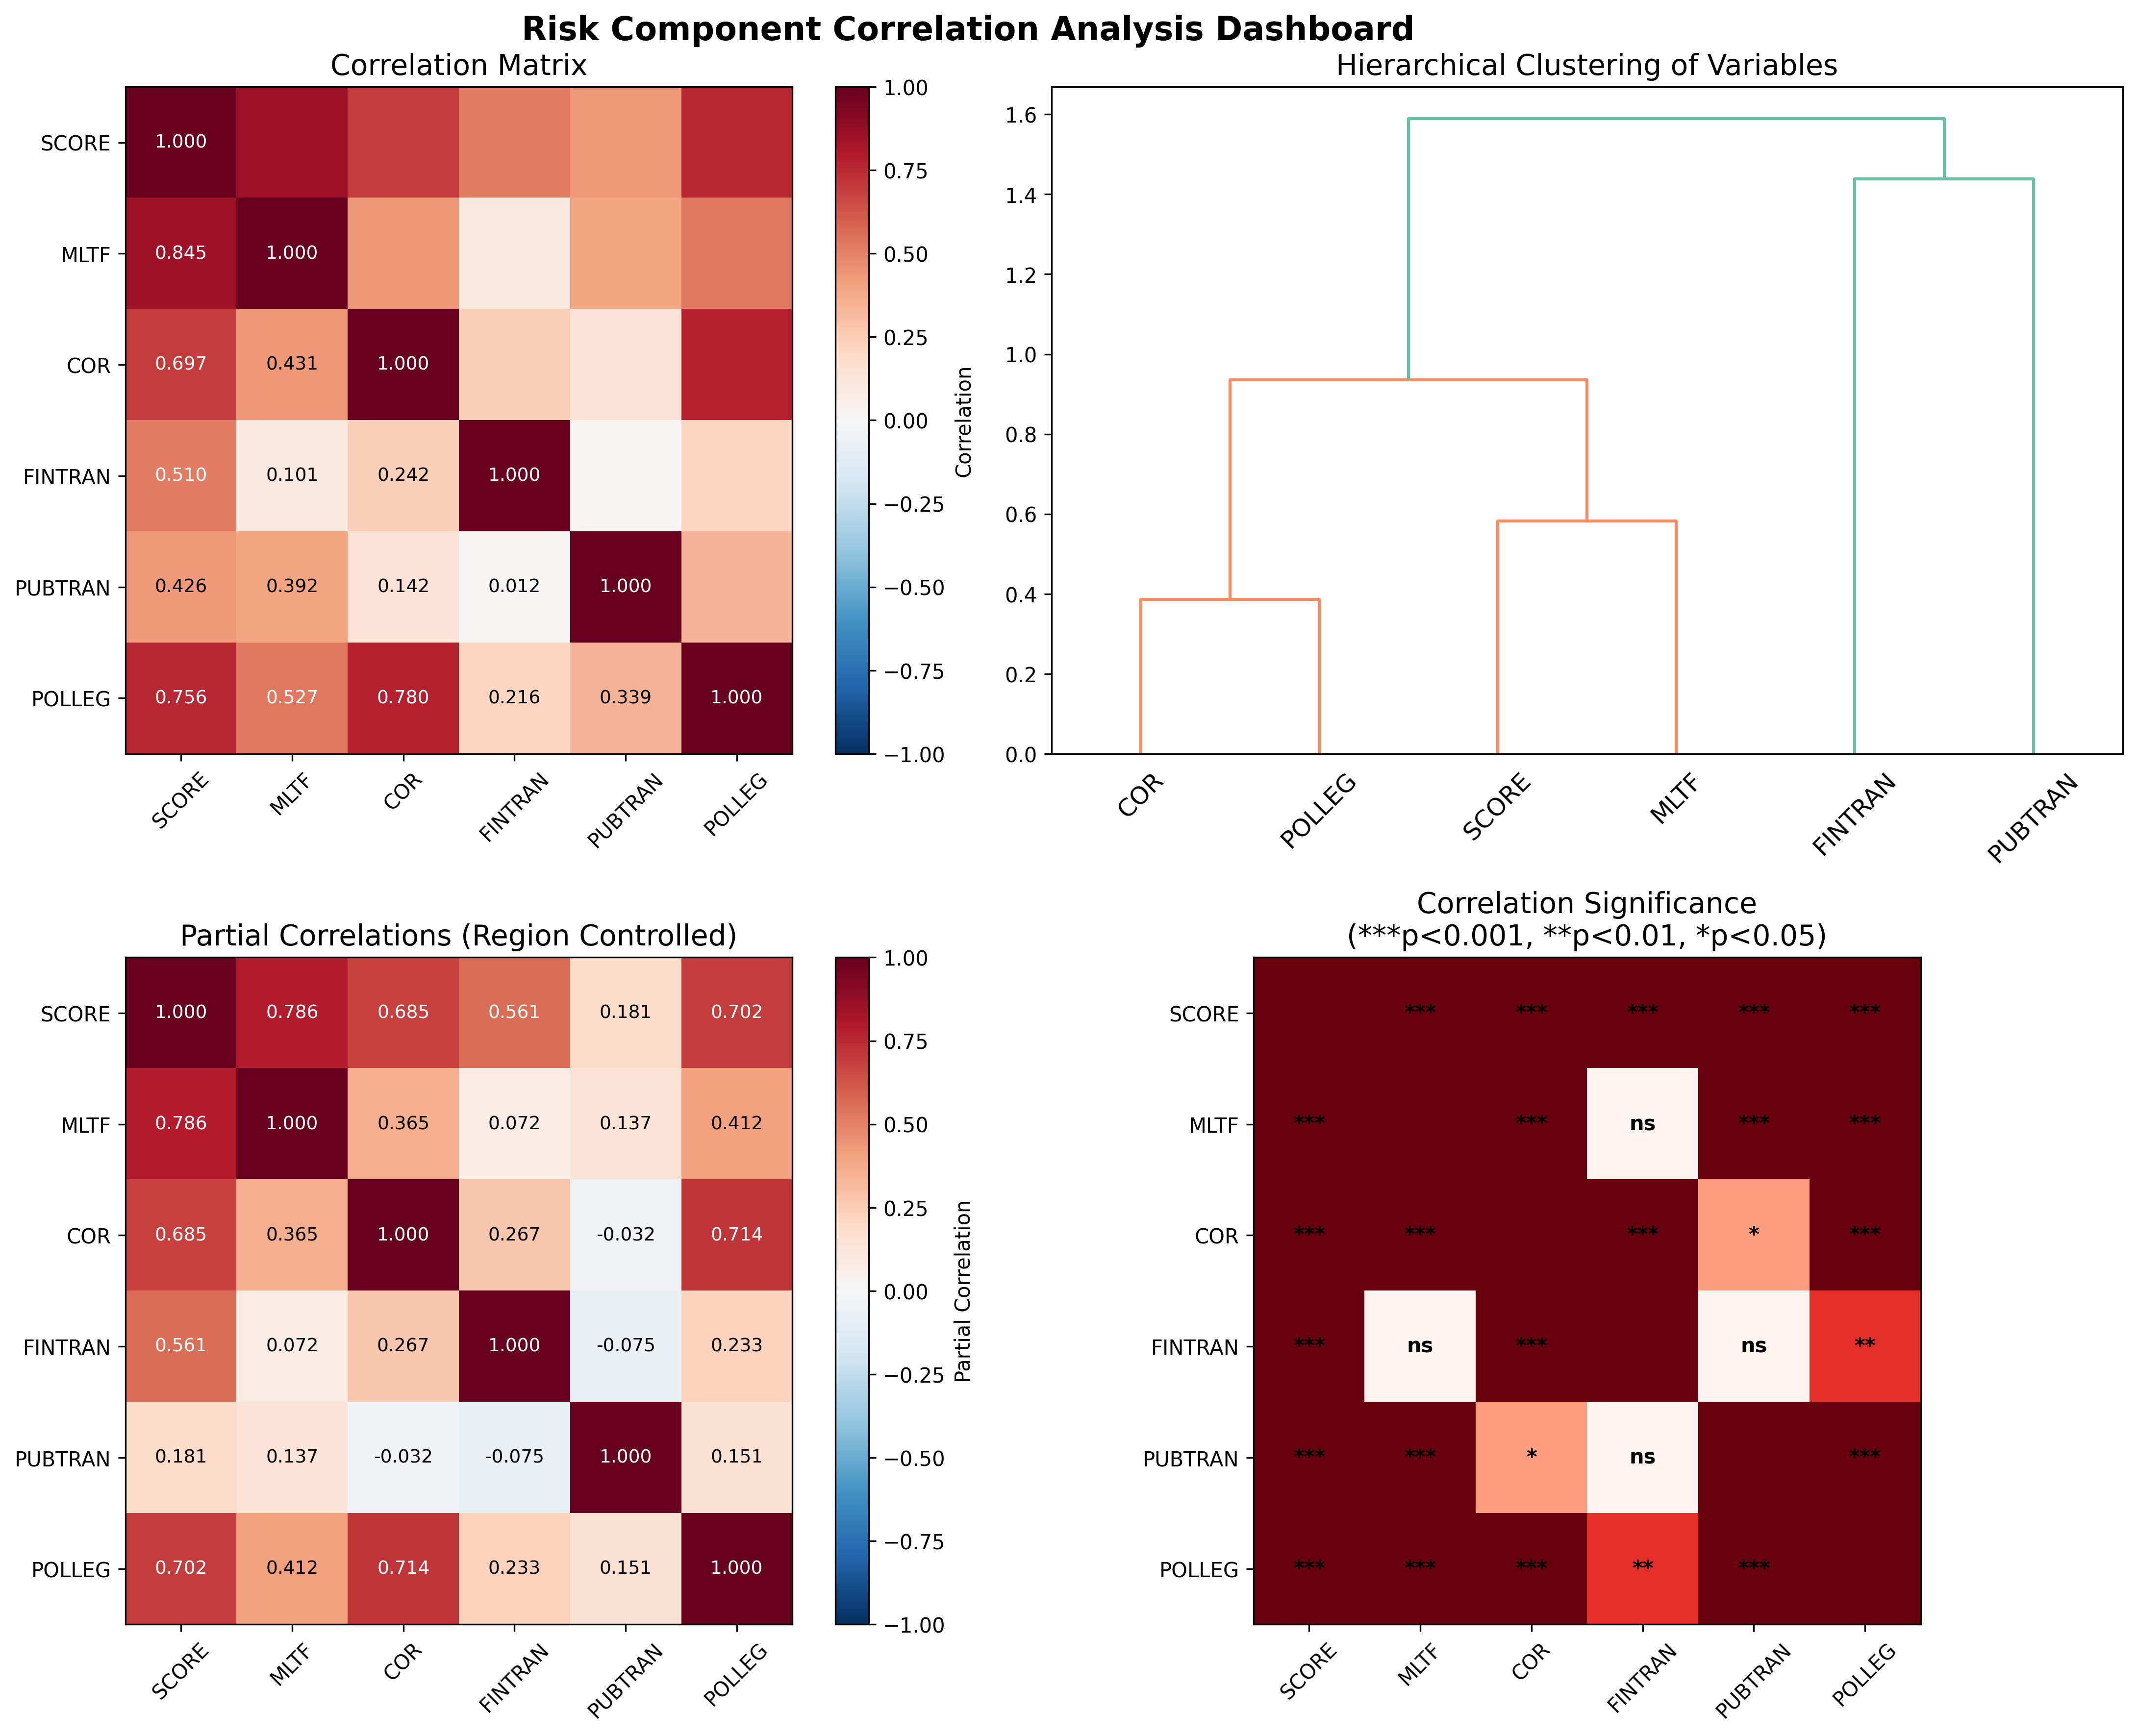 Risk Component Correlation Analysis Dashboard
Correlation Matrix
SCORE 1.000
MLTF 0.845 1.000
COR 0.697 0.431 1.000
FINTRAN 0.510 0.101 0.242 1.000
PUBTRAN 0.426 0.392 0.142 0.012 1.000
POLLEG 0.756 0.527 0.780 0.216 0.339 1.000
SCORE MLTF COR FINTRAN PUBTRAN POLLEG
1.00
0.75
0.50
0.25
0.00
−0.25
−0.50
−0.75
−1.00
Correlation
Hierarchical Clustering of Variables
1.6
1.4
1.2
1.0
0.8
0.6
0.4
0.2
0.0
COR POLLEG SCORE MLTF FINTRAN PUBTRAN
Partial Correlations (Region Controlled)
SCORE 1.000 0.786 0.685 0.561 0.181 0.702
MLTF 0.786 1.000 0.365 0.072 0.137 0.412
COR 0.685 0.365 1.000 0.267 -0.032 0.714
FINTRAN 0.561 0.072 0.267 1.000 -0.075 0.233
PUBTRAN 0.181 0.137 -0.032 -0.075 1.000 0.151
POLLEG 0.702 0.412 0.714 0.233 0.151 1.000
SCORE MLTF COR FINTRAN PUBTRAN POLLEG
1.00
0.75
0.50
0.25
0.00
−0.25
−0.50
−0.75
−1.00
Partial Correlation
Correlation Significance
(***p<0.001, **p<0.01, *p<0.05)
SCORE *** *** *** *** ***
MLTF *** *** ns *** ***
COR *** *** *** * ***
FINTRAN *** ns *** ns **
PUBTRAN *** *** * ns ***
POLLEG *** *** *** ** ***
SCORE MLTF COR FINTRAN PUBTRAN POLLEG